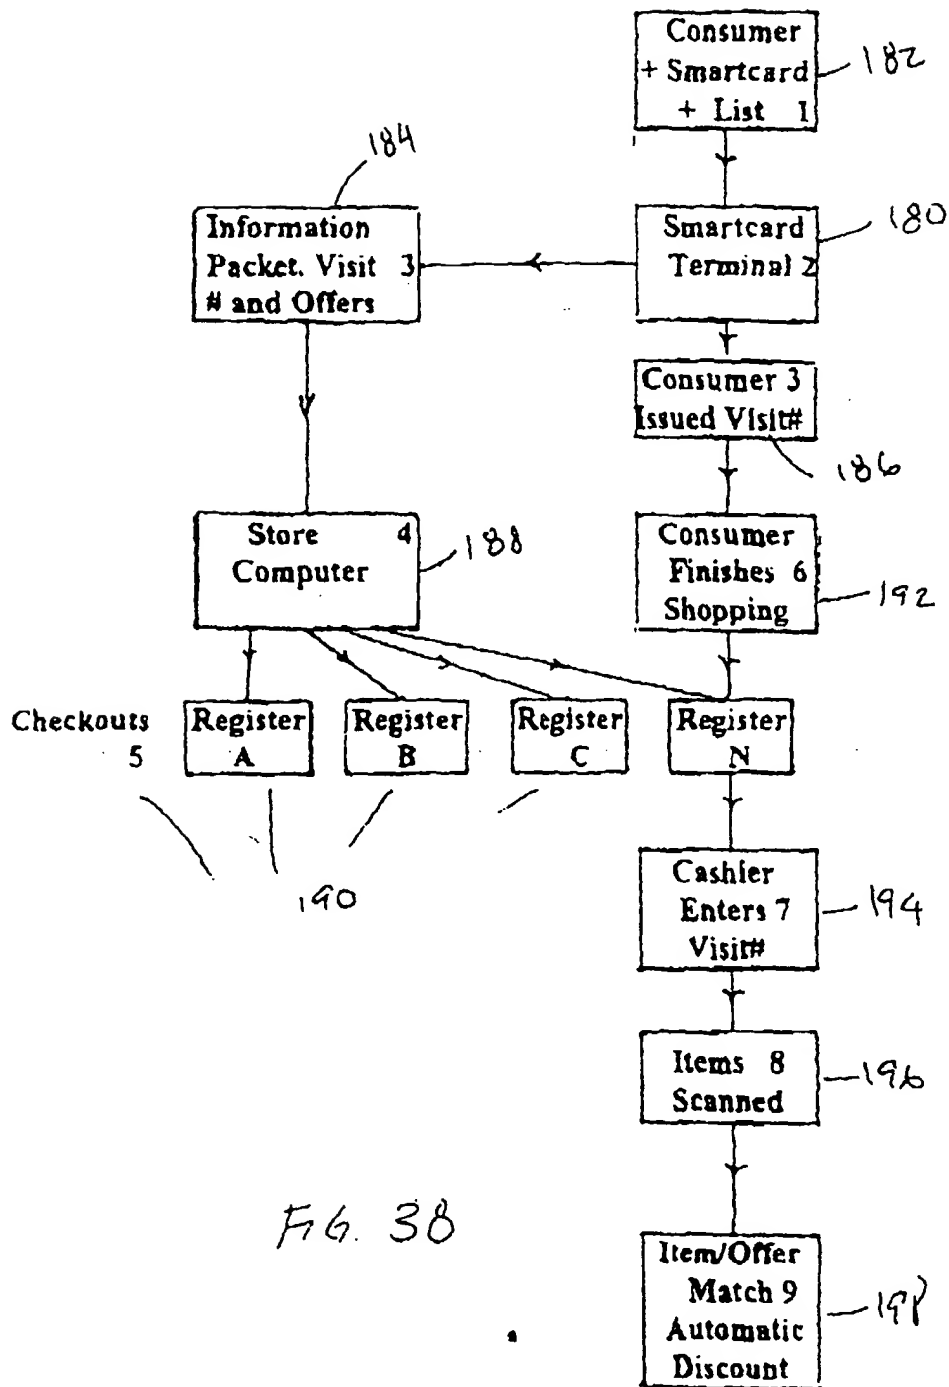 Consumer
+ Smartcard
+ List 1
182
184
Information
Packet. Visit 3
# and Offers
Smartcard
Terminal 2
180
Consumer 3
Issued Visit#
186
Store 4
Computer
188
Consumer
Finishes 6
Shopping
192
Checkouts
5
Register
A
Register
B
Register
C
Register
N
190
Cashier
Enters 7
Visit#
194
Items 8
Scanned
196
FIG. 38
Item/Offer
Match 9
Automatic
Discount
198